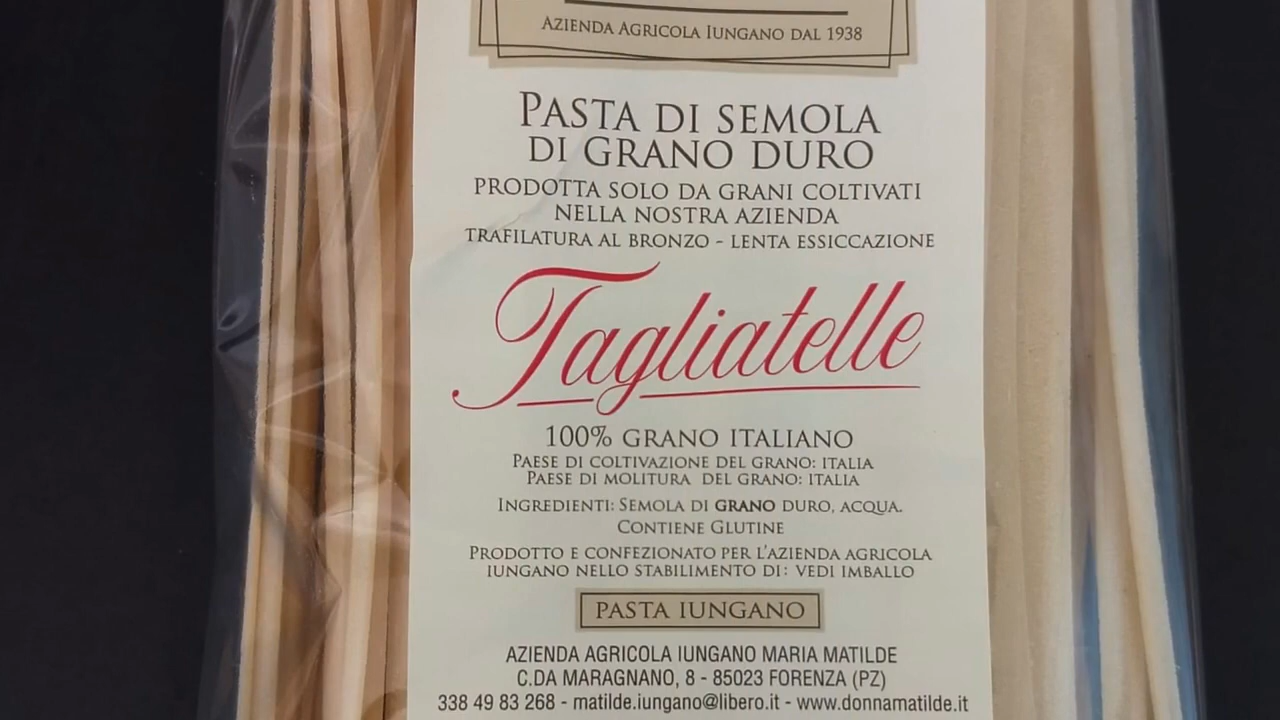 Azienda Agricola Iungano dal 1938
Pasta di semola
di grano duro
prodotta solo da grani coltivati
nella nostra azienda
trafilatura al bronzo - lenta essiccazione
Tagliatelle
100% grano italiano
Paese di coltivazione del grano: Italia
Paese di molitura del grano: Italia
Ingredienti: Semola di grano duro, acqua.
Contiene Glutine
Prodotto e confezionato per l'azienda agricola
iungano nello stabilimento di: vedi imballo
PASTA IUNGANO
AZIENDA AGRICOLA IUNGANO MARIA MATILDE
C.DA MARAGNANO, 8 - 85023 FORENZA (PZ)
338 49 83 268 - matilde.iungano@libero.it - www.donnamatilde.it